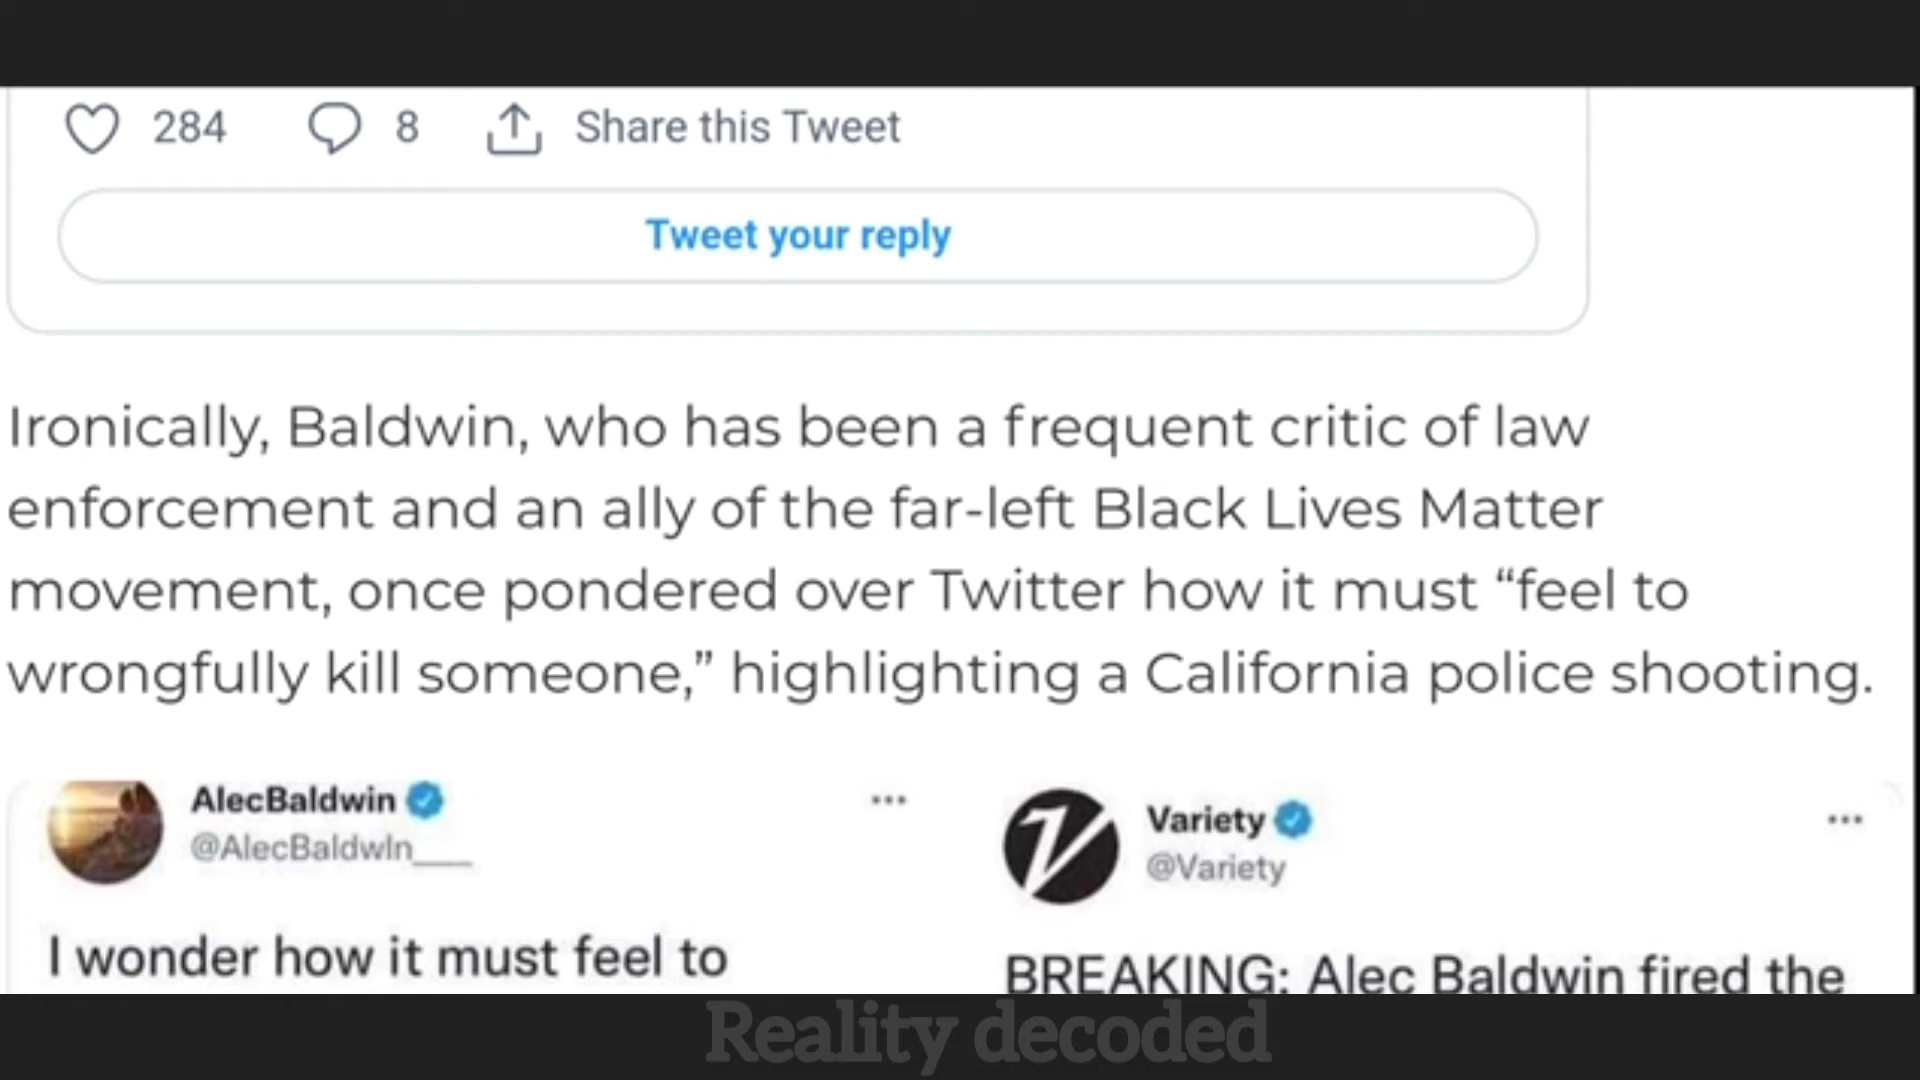 284 8 Share this Tweet
Tweet your reply
Ironically, Baldwin, who has been a frequent critic of law
enforcement and an ally of the far-left Black Lives Matter
movement, once pondered over Twitter how it must “feel to
wrongfully kill someone,” highlighting a California police shooting.
AlecBaldwin
@AlecBaldwIn___
I wonder how it must feel to
Variety
@Variety
BREAKING: Alec Baldwin fired the
Reality decoded